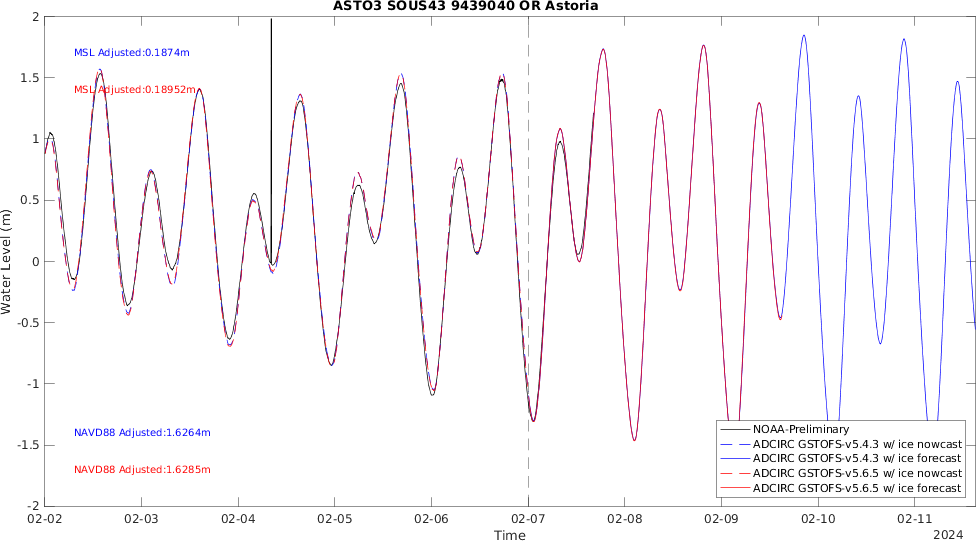 ASTO3 SOUS43 9439040 OR Astoria
2
1.5
1
0.5
0
-0.5
-1
-1.5
-2
Water Level (m)
MSL Adjusted:0.1874m
MSL Adjusted:0.18952m
NAVD88 Adjusted:1.6264m
NAVD88 Adjusted:1.6285m
NOAA-Preliminary
ADCIRC GSTOFS-v5.4.3 w/ ice nowcast
ADCIRC GSTOFS-v5.4.3 w/ ice forecast
ADCIRC GSTOFS-v5.6.5 w/ ice nowcast
ADCIRC GSTOFS-v5.6.5 w/ ice forecast
02-02 02-03 02-04 02-05 02-06 02-07 02-08 02-09 02-10 02-11
Time
2024